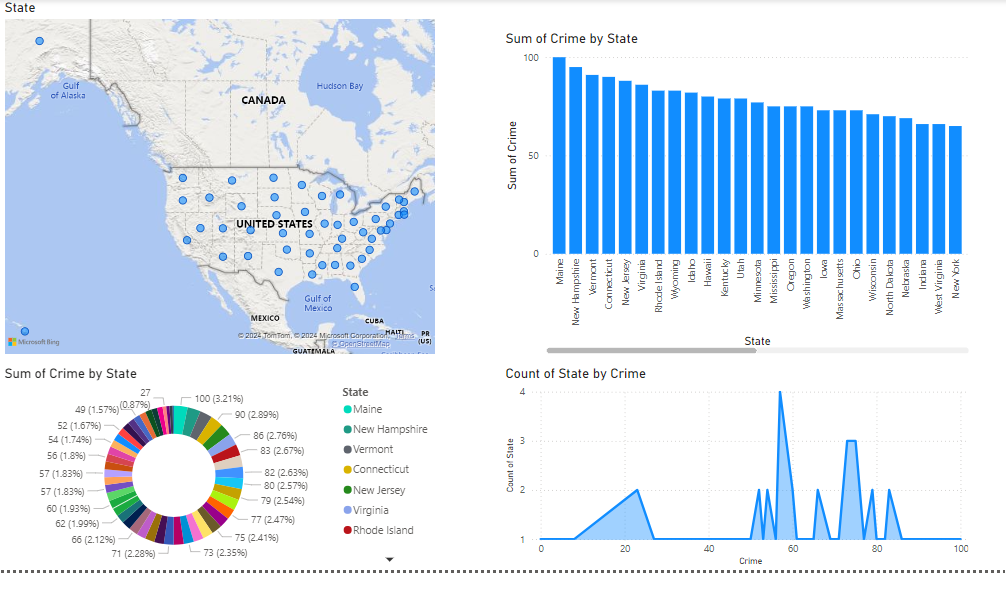 State
Gulf
of Alaska
CANADA
Hudson Bay
UNITED STATES
Gulf of
Mexico
MEXICO
CUBA
HAITI
PR
(US)
GUATEMALA
Microsoft Bing
© 2024 TomTom, © 2024 Microsoft Corporation, Terms
© OpenStreetMap
Sum of Crime by State
Sum of Crime
100
50
0
Maine
New Hampshire
Vermont
Connecticut
New Jersey
Virginia
Rhode Island
Wyoming
Idaho
Hawaii
Kentucky
Utah
Minnesota
Mississippi
Oregon
Washington
Iowa
Massachusetts
Ohio
Wisconsin
North Dakota
Nebraska
Indiana
West Virginia
New York
State
Sum of Crime by State
27
(0.87%)
49 (1.57%)
52 (1.67%)
54 (1.74%)
56 (1.8%)
57 (1.83%)
57 (1.83%)
60 (1.93%)
62 (1.99%)
66 (2.12%)
71 (2.28%)
100 (3.21%)
90 (2.89%)
86 (2.76%)
83 (2.67%)
82 (2.63%)
80 (2.57%)
79 (2.54%)
77 (2.47%)
75 (2.41%)
73 (2.35%)
State
Maine
New Hampshire
Vermont
Connecticut
New Jersey
Virginia
Rhode Island
Count of State by Crime
Count of State
4
3
2
1
0
20
40
60
80
100
Crime